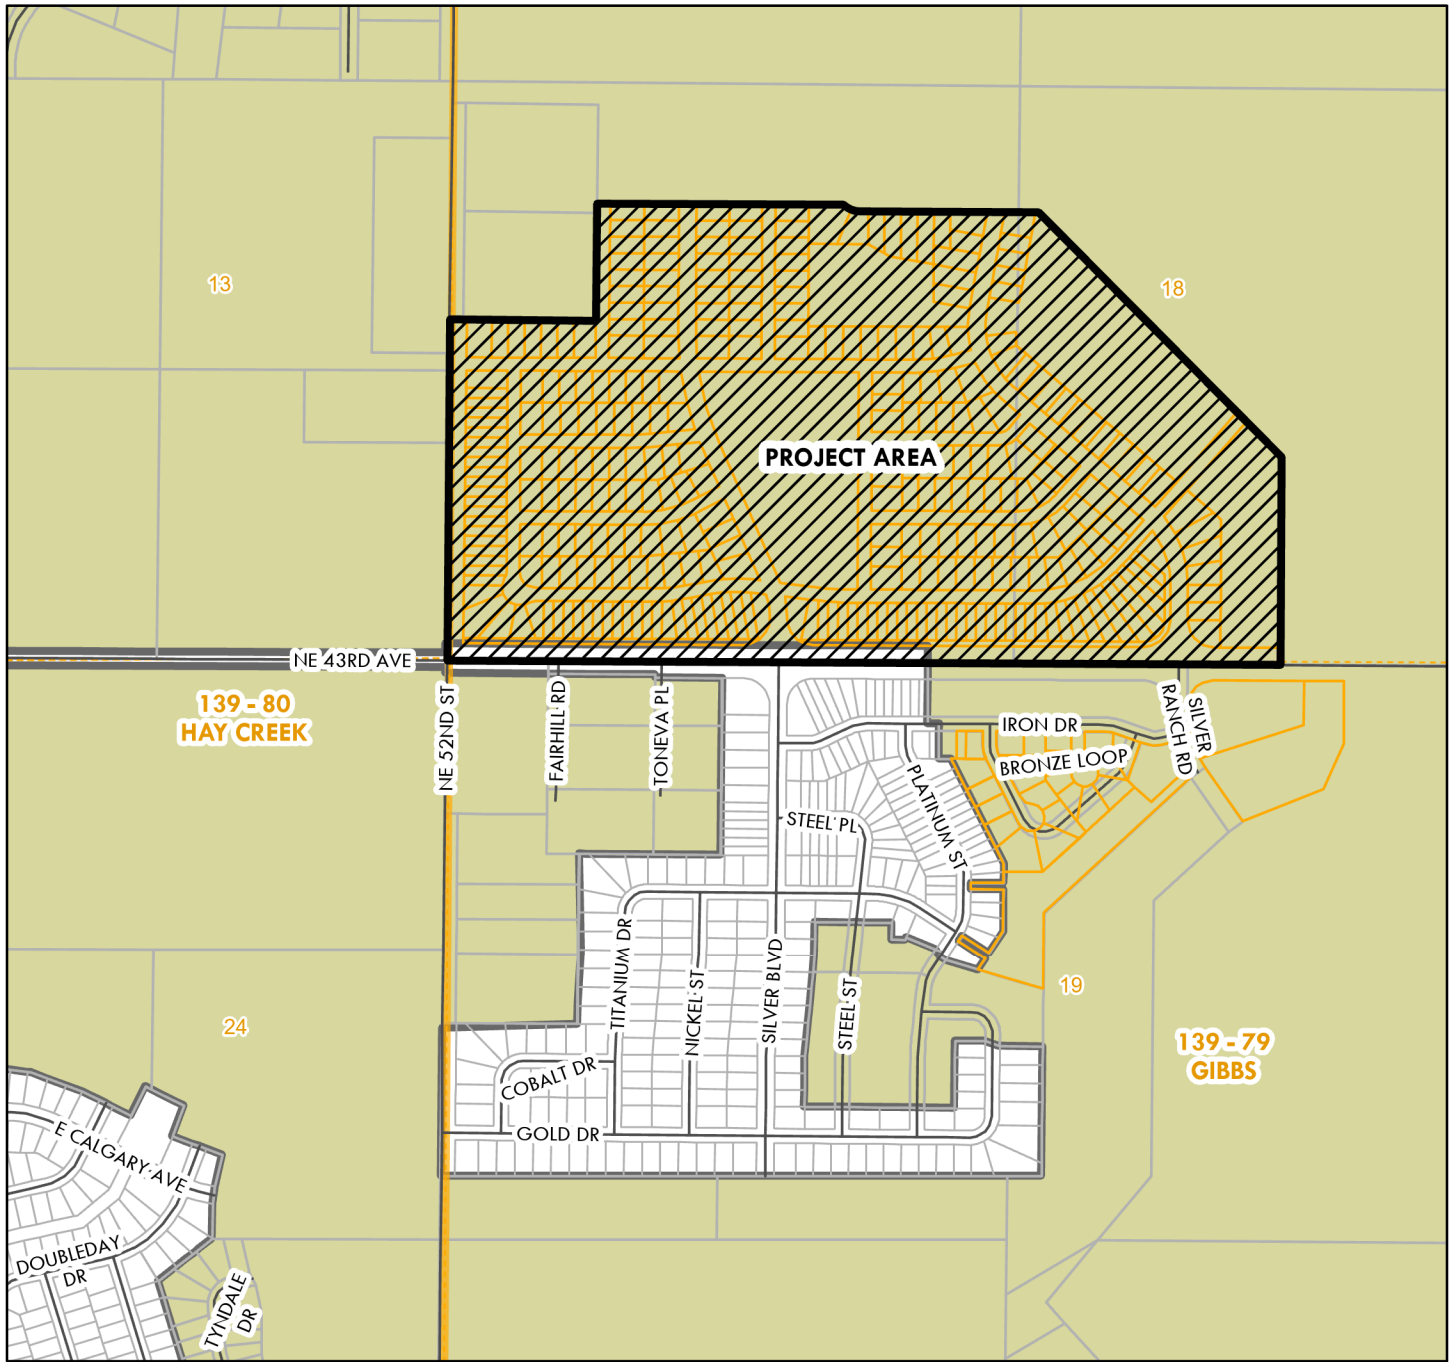 13
18
PROJECT AREA
NE 43RD AVE
139 - 80
HAY CREEK
NE 52ND ST
FAIRHILL RD
TONEVA PL
SILVER
RANCH RD
IRON DR
BRONZE LOOP
PLATINUM ST
STEEL PL
TITANIUM DR
NICKEL ST
SILVER BLVD
STEEL ST
19
24
139 - 79
GIBBS
COBALT DR
GOLD DR
E CALGARY AVE
DOUBLEDAY
DR
TYNDALE
DR